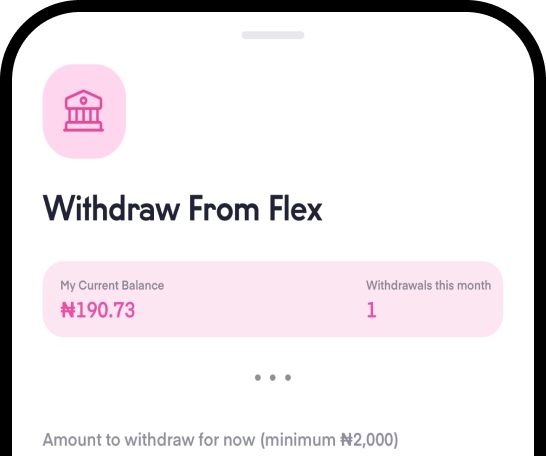 Withdraw From Flex
My Current Balance
₦190.73
Withdrawals this month
1
Amount to withdraw for now (minimum ₦2,000)